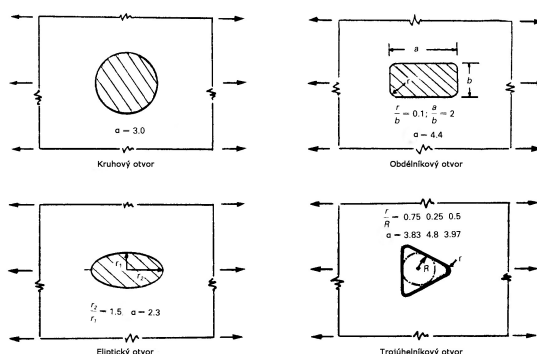 a = 3.0
Kruhový otvor
a
b
r
r/b = 0.1; a/b = 2
a = 4.4
Obdélníkový otvor
r₁
r₂
r₂/r₁ = 1.5 a = 2.3
Eliptický otvor
r/R = 0.75 0.25 0.5
a = 3.83 4.8 3.97
R
r
Trojúhelníkový otvor